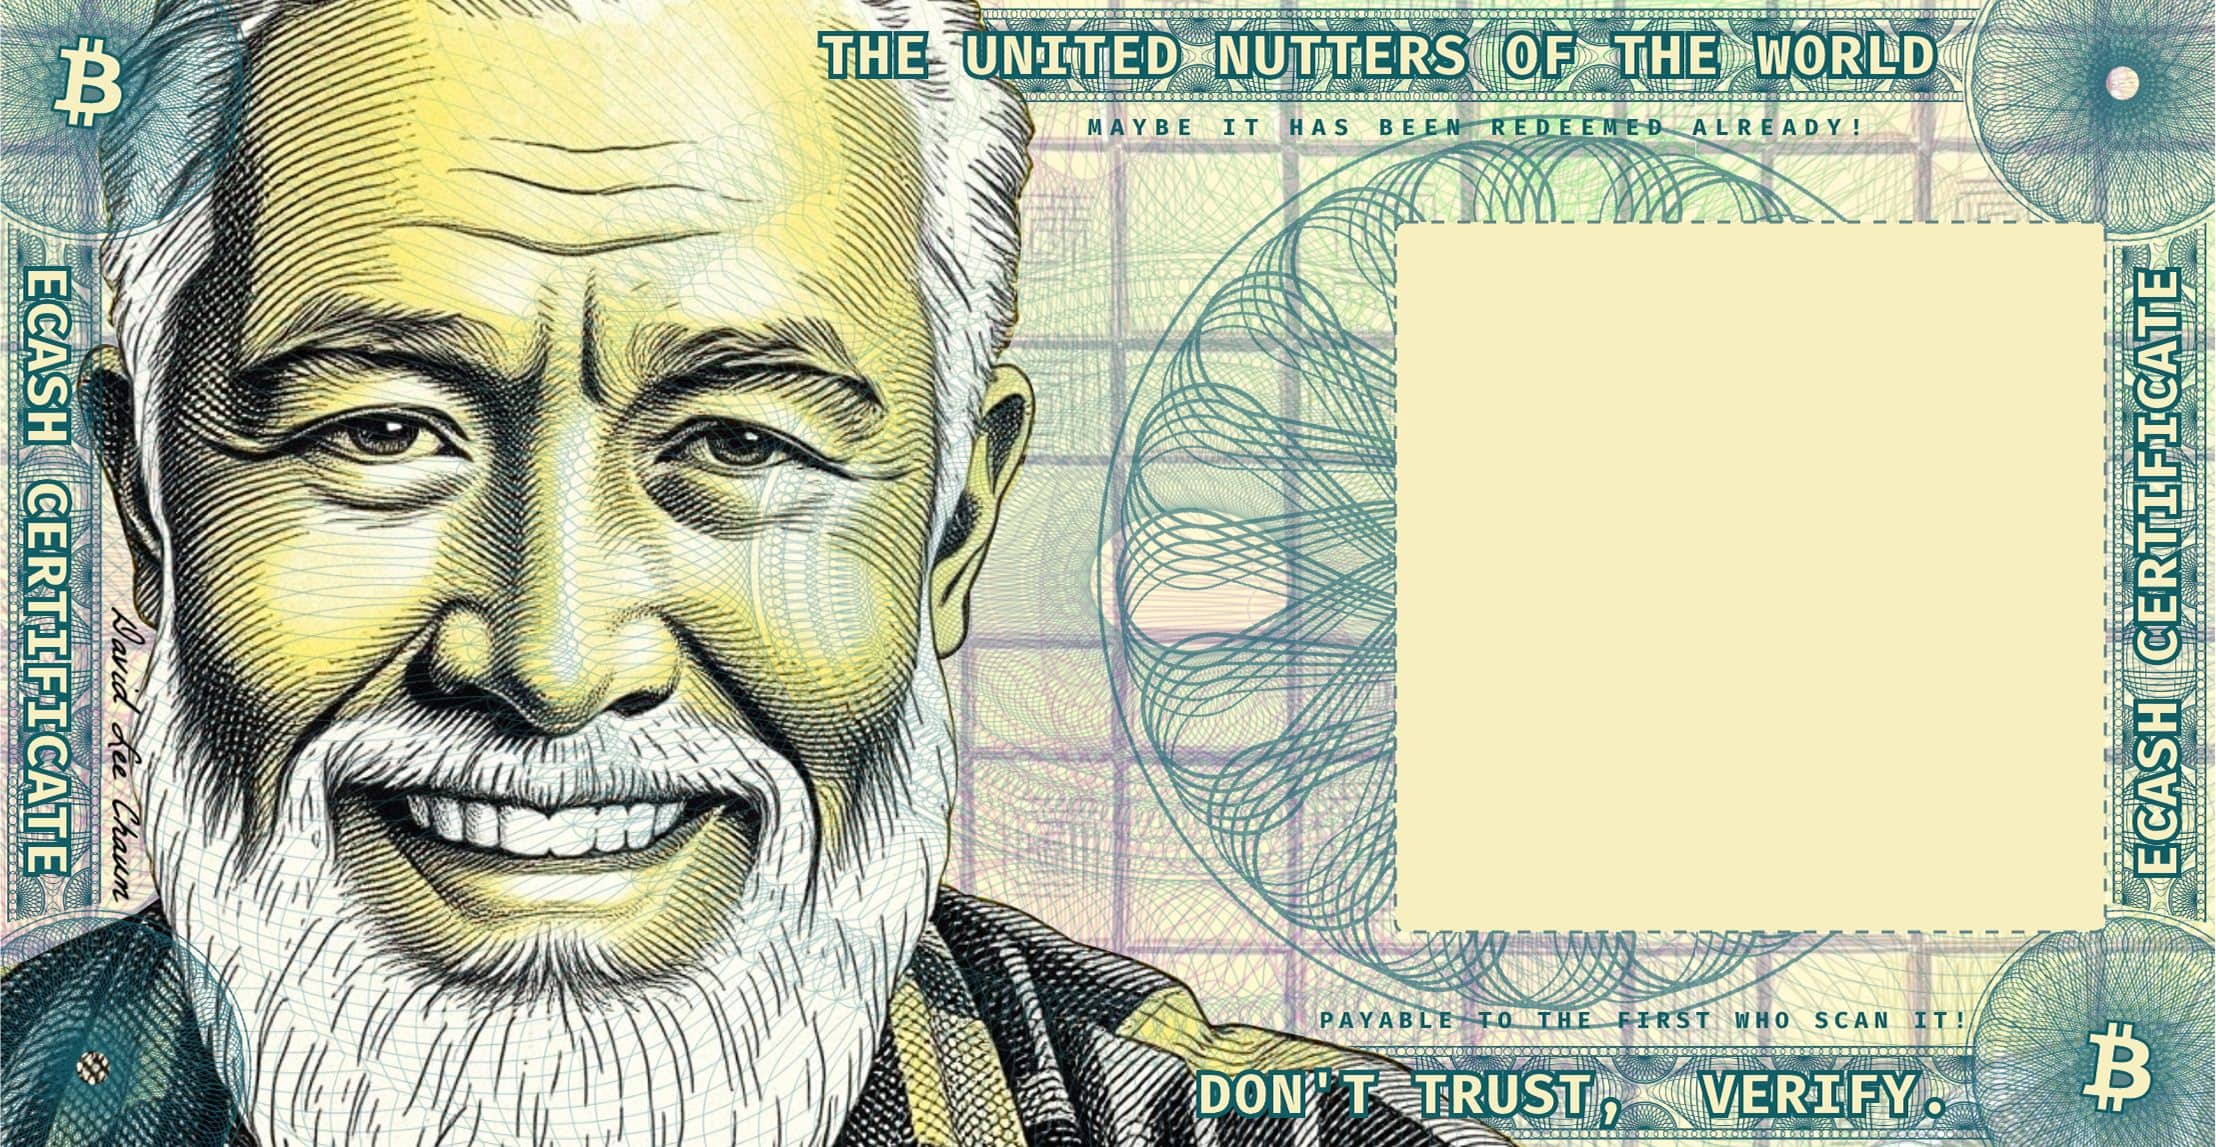 THE UNITED NUTTERS OF THE WORLD
MAYBE IT HAS BEEN REDEEMED ALREADY!
ECASH CERTIFICATE
David Lee Chaum
ECASH CERTIFICATE
PAYABLE TO THE FIRST WHO SCAN IT!
DON'T TRUST, VERIFY.